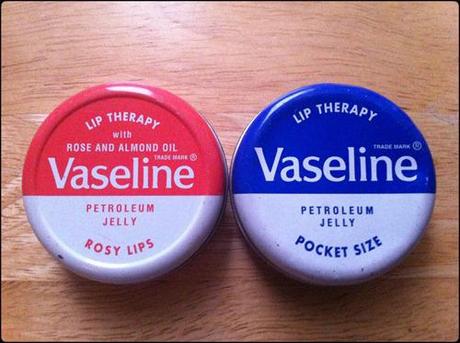 LIP THERAPY
with
ROSE AND ALMOND OIL
TRADE MARK
Vaseline®
PETROLEUM
JELLY
ROSY LIPS
LIP THERAPY
TRADE MARK
Vaseline®
PETROLEUM
JELLY
POCKET SIZE